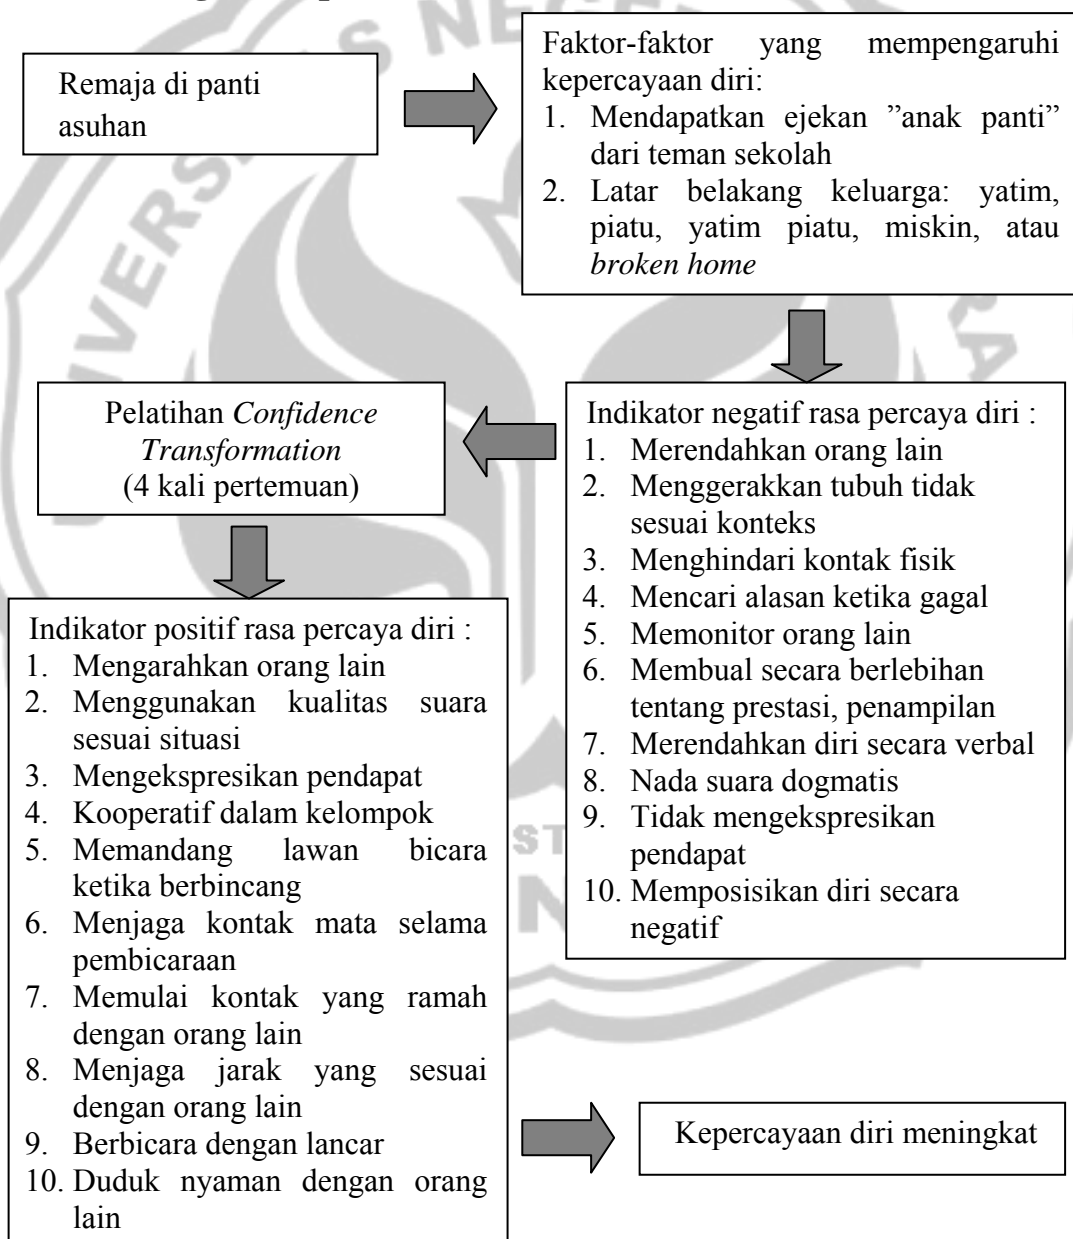 Remaja di panti
asuhan
Faktor-faktor yang mempengaruhi
kepercayaan diri:
1. Mendapatkan ejekan ”anak panti”
dari teman sekolah
2. Latar belakang keluarga: yatim,
piatu, yatim piatu, miskin, atau
broken home
Indikator negatif rasa percaya diri :
1. Merendahkan orang lain
2. Menggerakkan tubuh tidak
sesuai konteks
3. Menghindari kontak fisik
4. Mencari alasan ketika gagal
5. Memonitor orang lain
6. Membual secara berlebihan
tentang prestasi, penampilan
7. Merendahkan diri secara verbal
8. Nada suara dogmatis
9. Tidak mengekspresikan
pendapat
10. Memposisikan diri secara
negatif
Pelatihan Confidence
Transformation
(4 kali pertemuan)
Indikator positif rasa percaya diri :
1. Mengarahkan orang lain
2. Menggunakan kualitas suara
sesuai situasi
3. Mengekspresikan pendapat
4. Kooperatif dalam kelompok
5. Memandang lawan bicara
ketika berbincang
6. Menjaga kontak mata selama
pembicaraan
7. Memulai kontak yang ramah
dengan orang lain
8. Menjaga jarak yang sesuai
dengan orang lain
9. Berbicara dengan lancar
10. Duduk nyaman dengan orang
lain
Kepercayaan diri meningkat